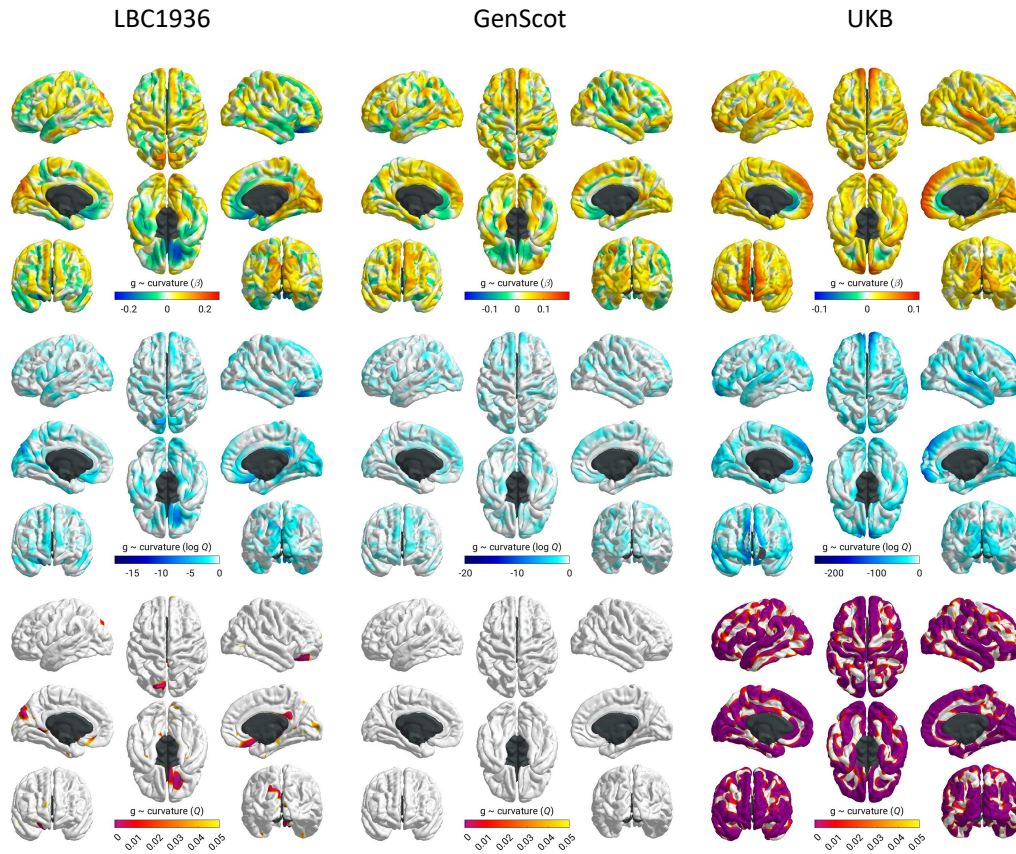 LBC1936 GenScot UKB
g ~ curvature (β) g ~ curvature (β) g ~ curvature (β)
-0.2 0 0.2 -0.1 0 0.1 -0.1 0 0.1
g ~ curvature (log Q) g ~ curvature (log Q) g ~ curvature (log Q)
-15 -10 -5 0 -20 -10 0 -200 -100 0
g ~ curvature (Q) g ~ curvature (Q) g ~ curvature (Q)
0 0.01 0.02 0.03 0.04 0.05 0 0.01 0.02 0.03 0.04 0.05 0 0.01 0.02 0.03 0.04 0.05